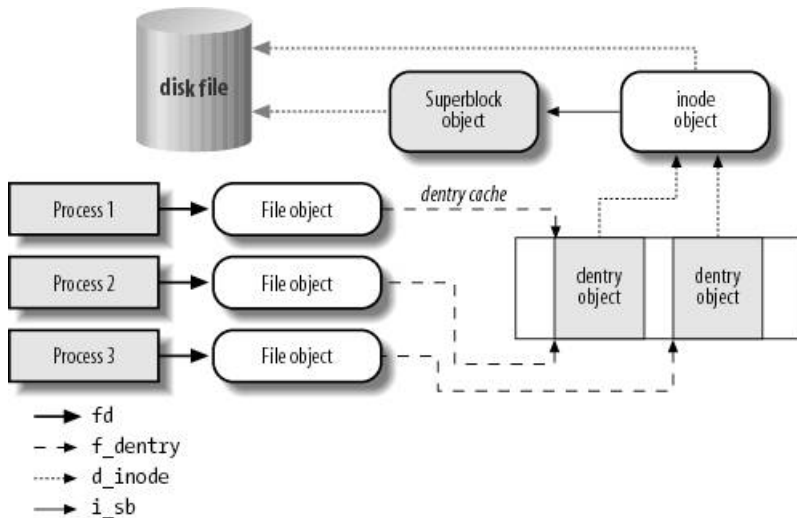 disk file
Superblock
object
inode
object
Process 1
File object
dentry cache
Process 2
File object
dentry
object
dentry
object
Process 3
File object
fd
f_dentry
d_inode
i_sb